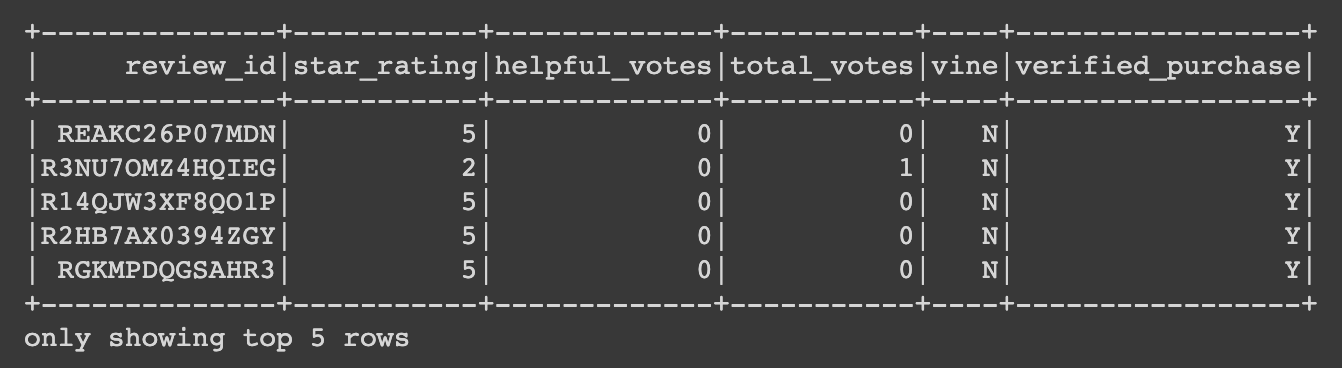 +--------------+-----------+-------------+-----------+----+-----------------+
|     review_id|star_rating|helpful_votes|total_votes|vine|verified_purchase|
+--------------+-----------+-------------+-----------+----+-----------------+
| REAKC26P07MDN|          5|            0|          0|   N|                Y|
|R3NU7OMZ4HQIEG|          2|            0|          1|   N|                Y|
|R14QJW3XF8QO1P|          5|            0|          0|   N|                Y|
|R2HB7AX0394ZGY|          5|            0|          0|   N|                Y|
| RGKMPDQGSAHR3|          5|            0|          0|   N|                Y|
+--------------+-----------+-------------+-----------+----+-----------------+
only showing top 5 rows